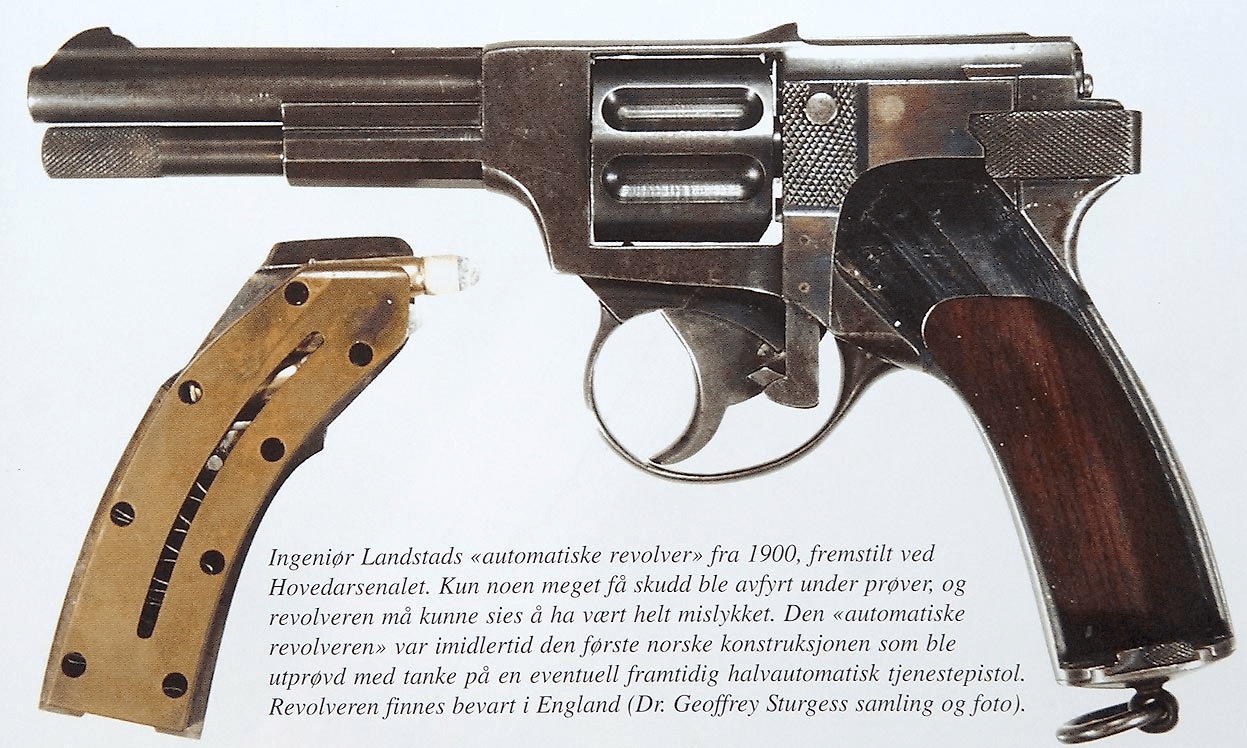 Ingeniør Landstads «automatiske revolver» fra 1900, fremstilt ved
Hovedarsenalet. Kun noen meget få skudd ble avfyrt under prøver, og
revolveren må kunne sies å ha vært helt mislykket. Den «automatiske
revolveren» var imidlertid den første norske konstruksjonen som ble
utprøvd med tanke på en eventuell framtidig halvautomatisk tjenestepistol.
Revolveren finnes bevart i England (Dr. Geoffrey Sturgess samling og foto).